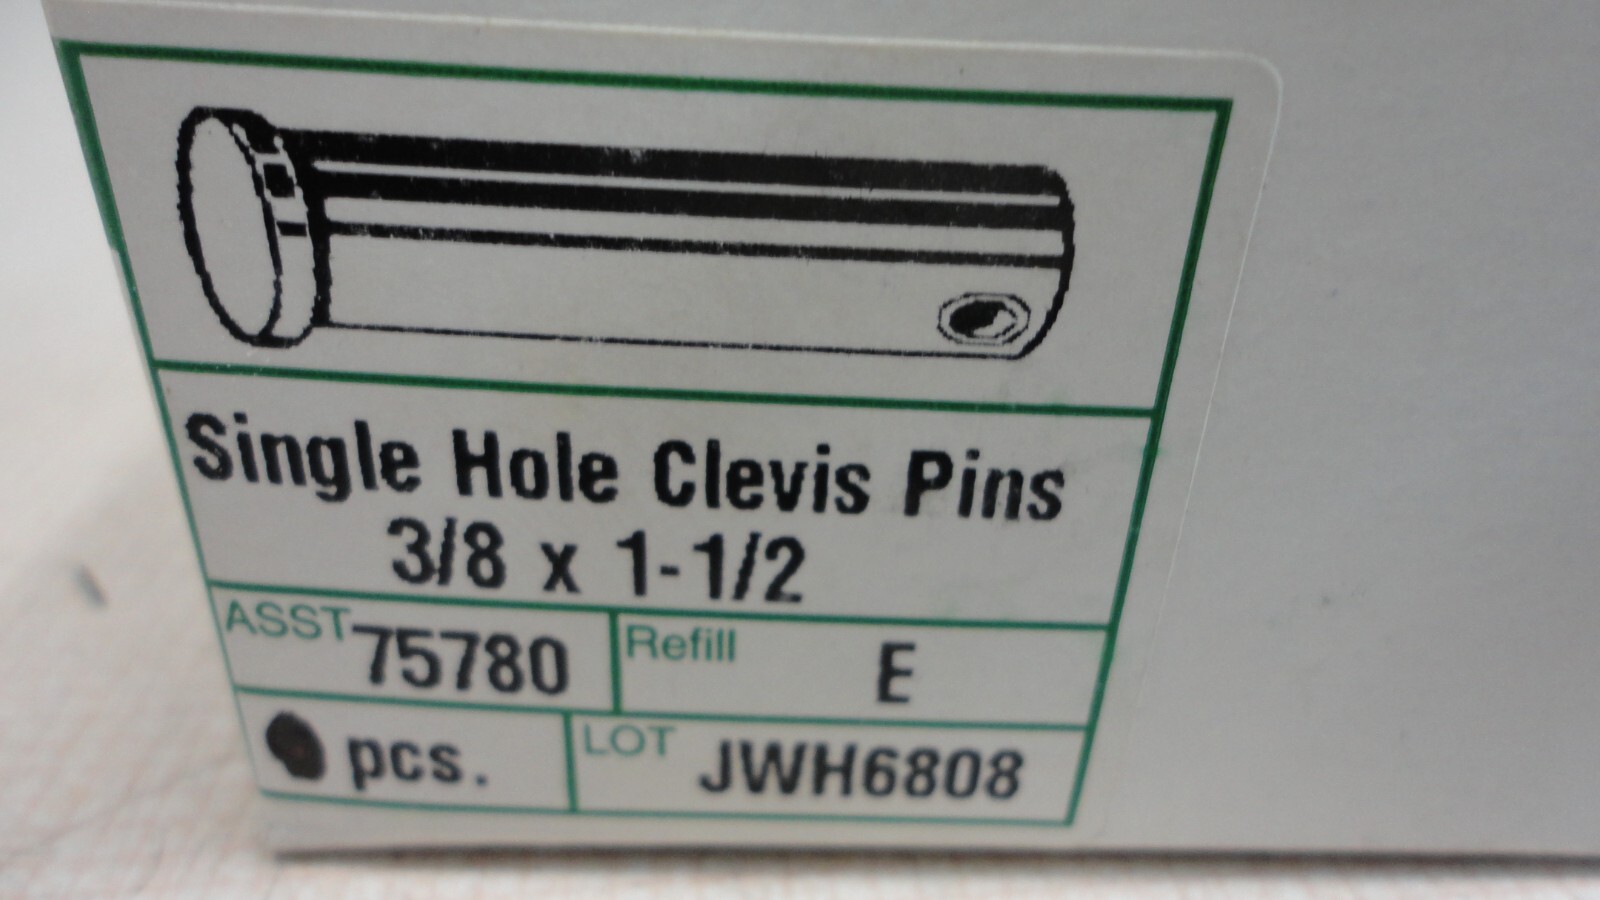 Single Hole Clevis Pins
3/8 x 1-1/2
ASST 75780 Refill E
pcs. LOT JWH6808